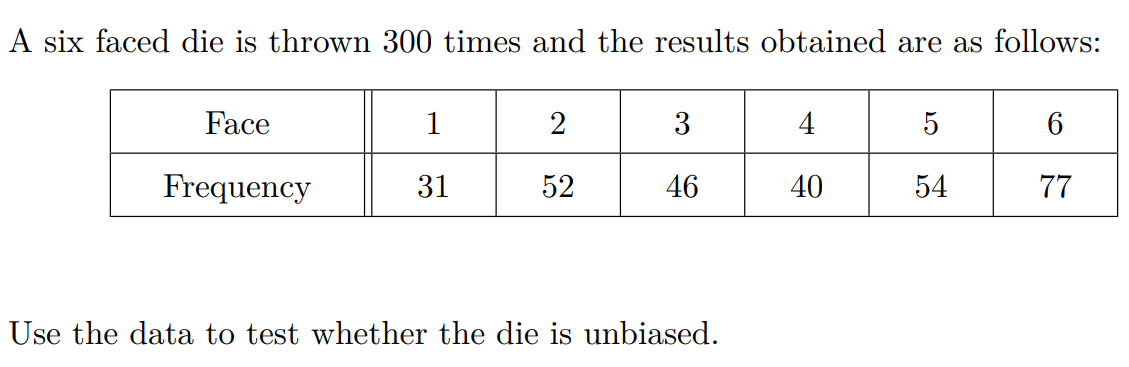 A six faced die is thrown 300 times and the results obtained are as follows:
Face 1 2 3 4 5 6
Frequency 31 52 46 40 54 77
Use the data to test whether the die is unbiased.